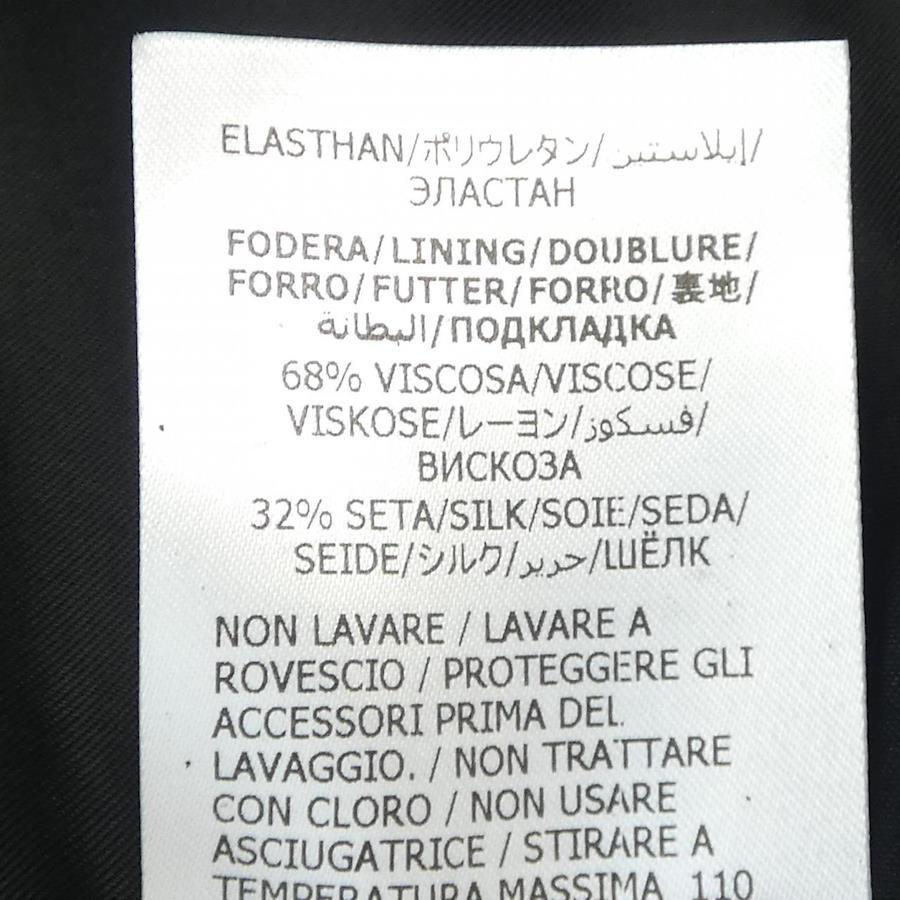 ELASTHAN/ポリウレタン/إيلاستين/
ЭЛАСТАН
FODERA/LINING/DOUBLURE/
FORRO/FUTTER/FORRO/裏地/
البطانة/ПОДКЛАДКА
68% VISCOSA/VISCOSE/
VISKOSE/レーヨン/فسكوز/
ВИСКОЗА
32% SETA/SILK/SOIE/SEDA/
SEIDE/シルク/حرير/ШЁЛК
NON LAVARE / LAVARE A
ROVESCIO / PROTEGGERE GLI
ACCESSORI PRIMA DEL
LAVAGGIO. / NON TRATTARE
CON CLORO / NON USARE
ASCIUGATRICE / STIRARE A
TEMPERATURA MASSIMA 110